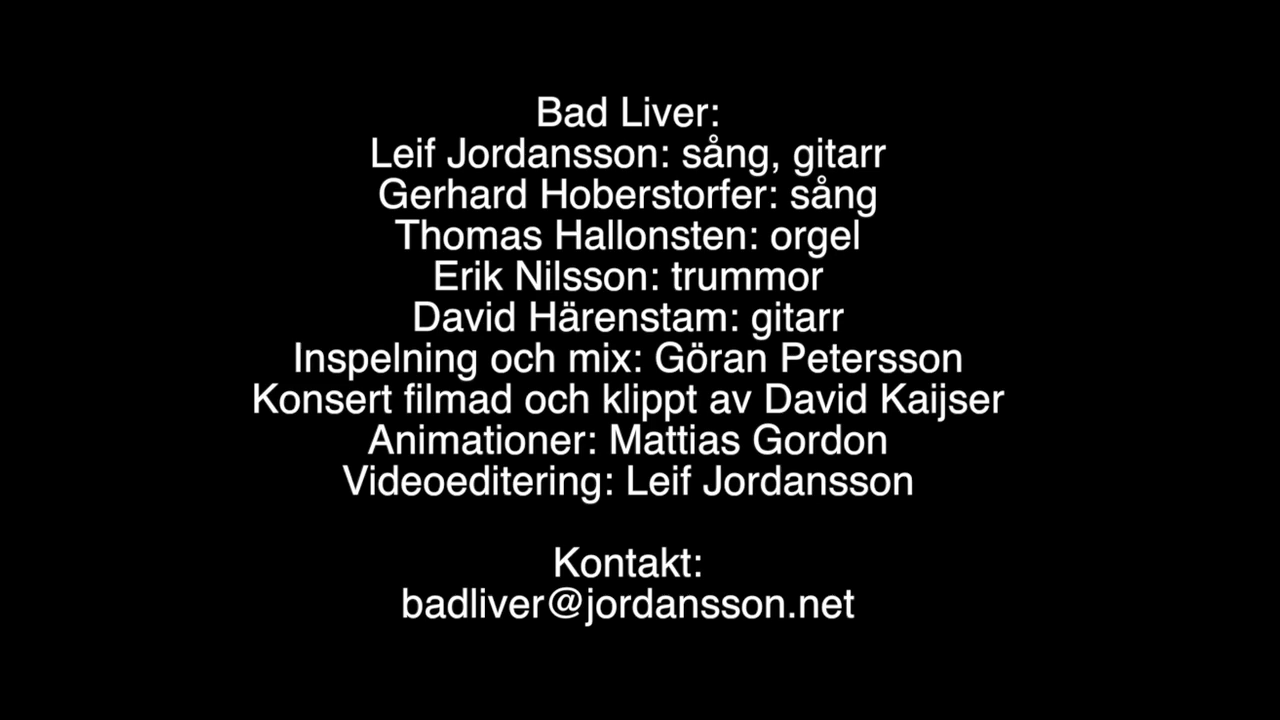 Bad Liver:
Leif Jordansson: sång, gitarr
Gerhard Hoberstorfer: sång
Thomas Hallonsten: orgel
Erik Nilsson: trummor
David Härenstam: gitarr
Inspelning och mix: Göran Petersson
Konsert filmad och klippt av David Kaijser
Animationer: Mattias Gordon
Videoeditering: Leif Jordansson
Kontakt:
badliver@jordansson.net